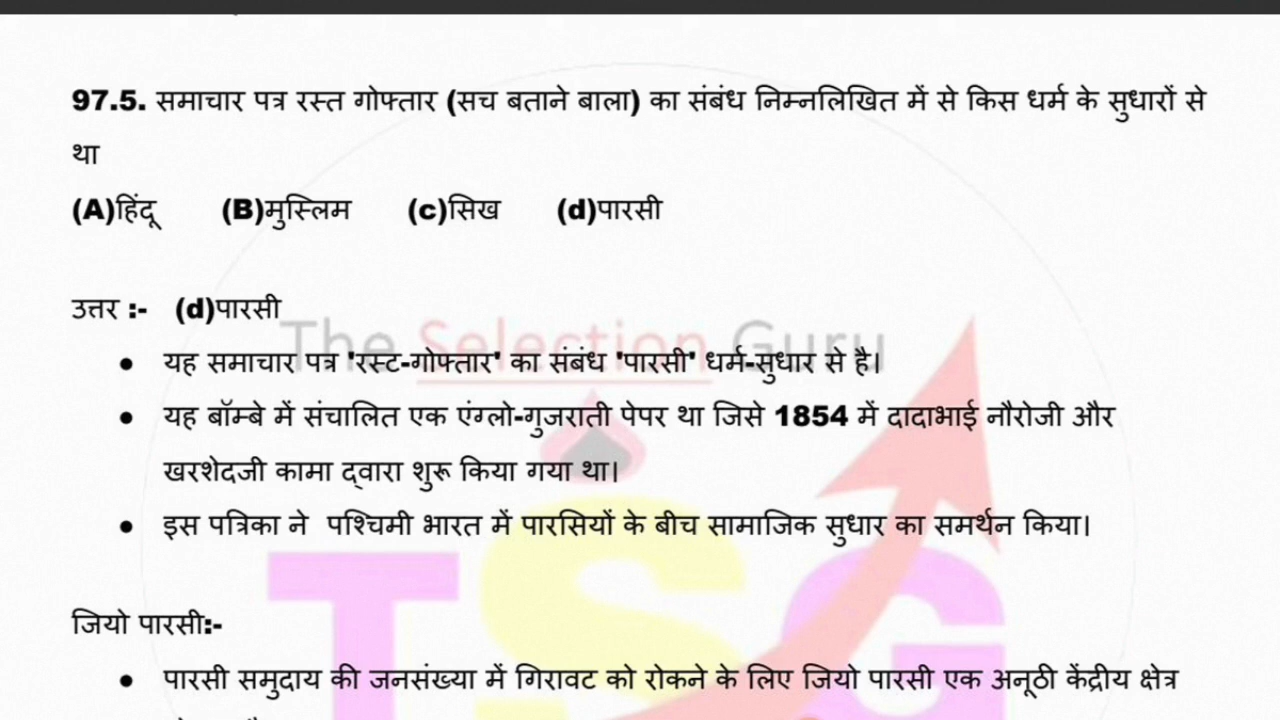 97.5. समाचार पत्र रस्त गोफ्तार (सच बताने बाला) का संबंध निम्नलिखित में से किस धर्म के सुधारों से
था
(A)हिंदू (B)मुस्लिम (c)सिख (d)पारसी
उत्तर :- (d)पारसी
The Selection Guru
• यह समाचार पत्र 'रस्ट-गोफ्तार' का संबंध 'पारसी' धर्म-सुधार से है।
• यह बॉम्बे में संचालित एक एंग्लो-गुजराती पेपर था जिसे 1854 में दादाभाई नौरोजी और
खरशेदजी कामा द्वारा शुरू किया गया था।
• इस पत्रिका ने पश्चिमी भारत में पारसियों के बीच सामाजिक सुधार का समर्थन किया।
TSG
जियो पारसी:-
• पारसी समुदाय की जनसंख्या में गिरावट को रोकने के लिए जियो पारसी एक अनूठी केंद्रीय क्षेत्र